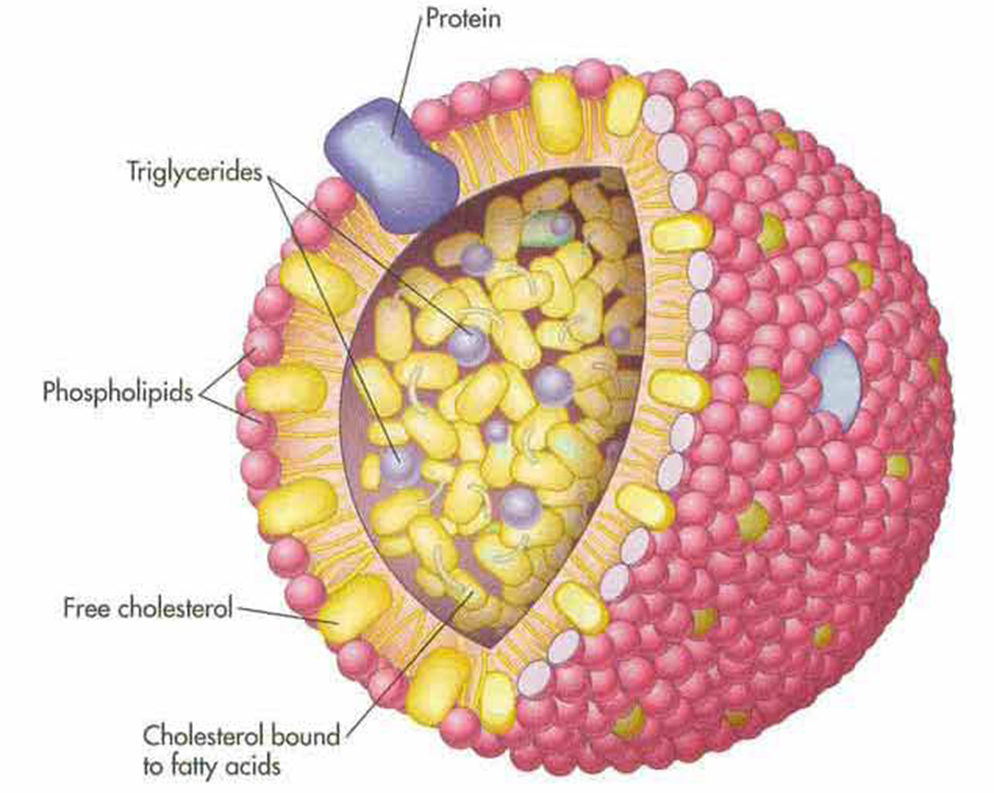 Protein
Triglycerides
Phospholipids
Free cholesterol
Cholesterol bound
to fatty acids